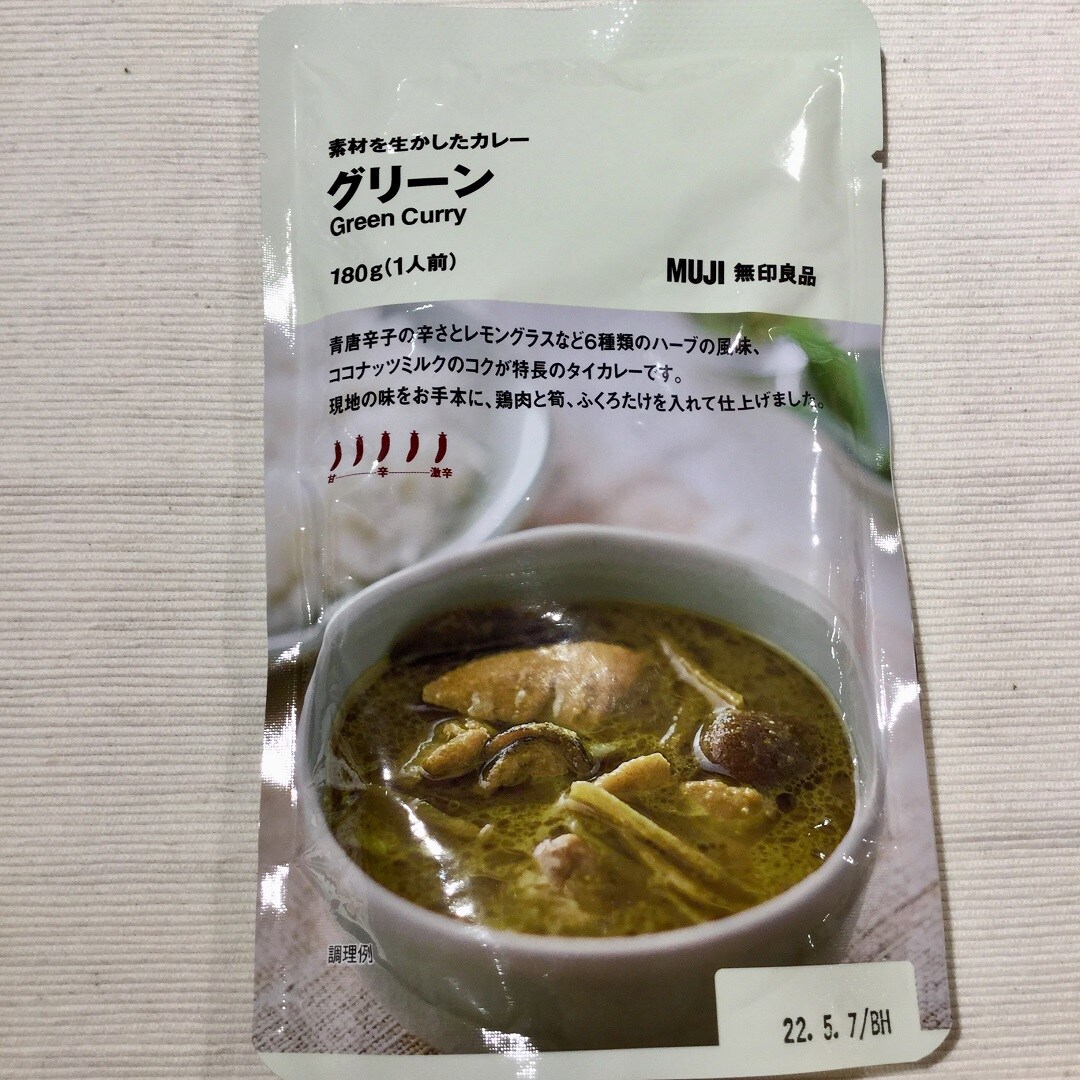 素材を生かしたカレー
グリーン
Green Curry
180g(1人前)
MUJI 無印良品
青唐辛子の辛さとレモングラスなど6種類のハーブの風味、
ココナッツミルクのコクが特長のタイカレーです。
現地の味をお手本に、鶏肉と筍、ふくろたけを入れて仕上げました。
甘 辛 激辛
調理例
22. 5. 7/BH